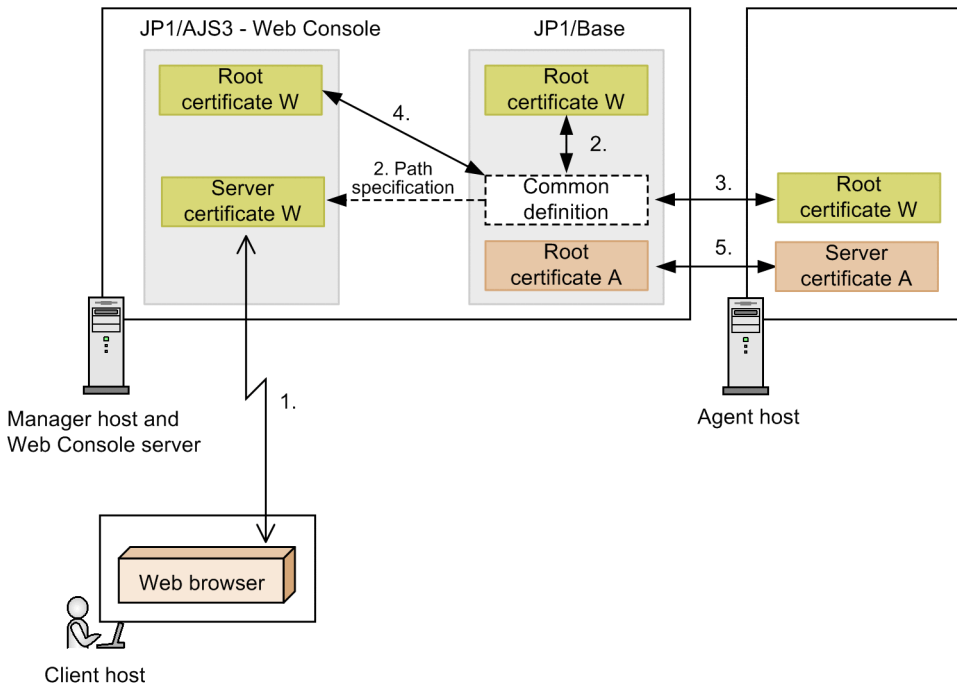 JP1/AJS3 - Web Console
JP1/Base
Root
certificate W
Root
certificate W
4.
2.
2. Path
specification
Server
certificate W
Common
definition
3.
Root
certificate W
Root
certificate A
5.
Server
certificate A
1.
Manager host and
Web Console server
Agent host
Web browser
Client host